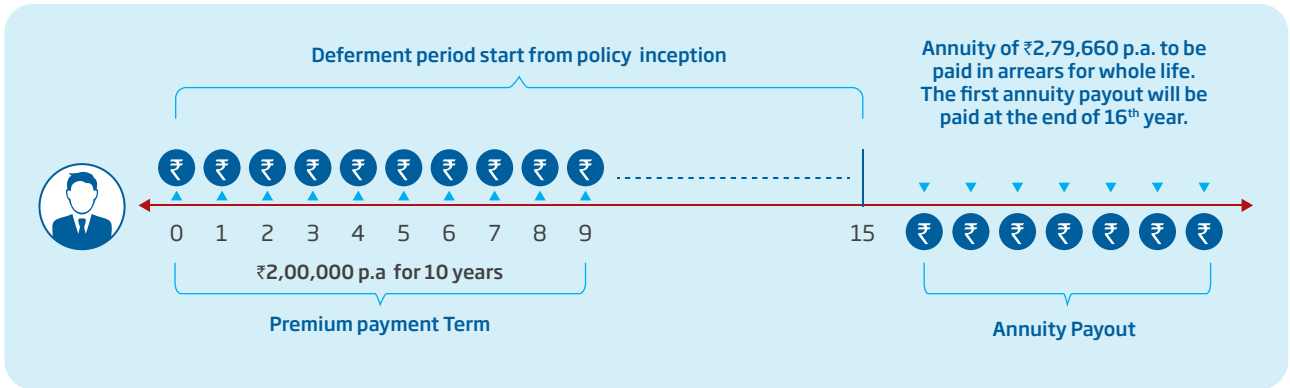 Deferment period start from policy inception
Annuity of ₹2,79,660 p.a. to be
paid in arrears for whole life.
The first annuity payout will be
paid at the end of 16th year.
₹ ₹ ₹ ₹ ₹ ₹ ₹ ₹ ₹ ₹
0 1 2 3 4 5 6 7 8 9 15
₹ ₹ ₹ ₹ ₹ ₹ ₹
₹2,00,000 p.a for 10 years
Premium payment Term
Annuity Payout